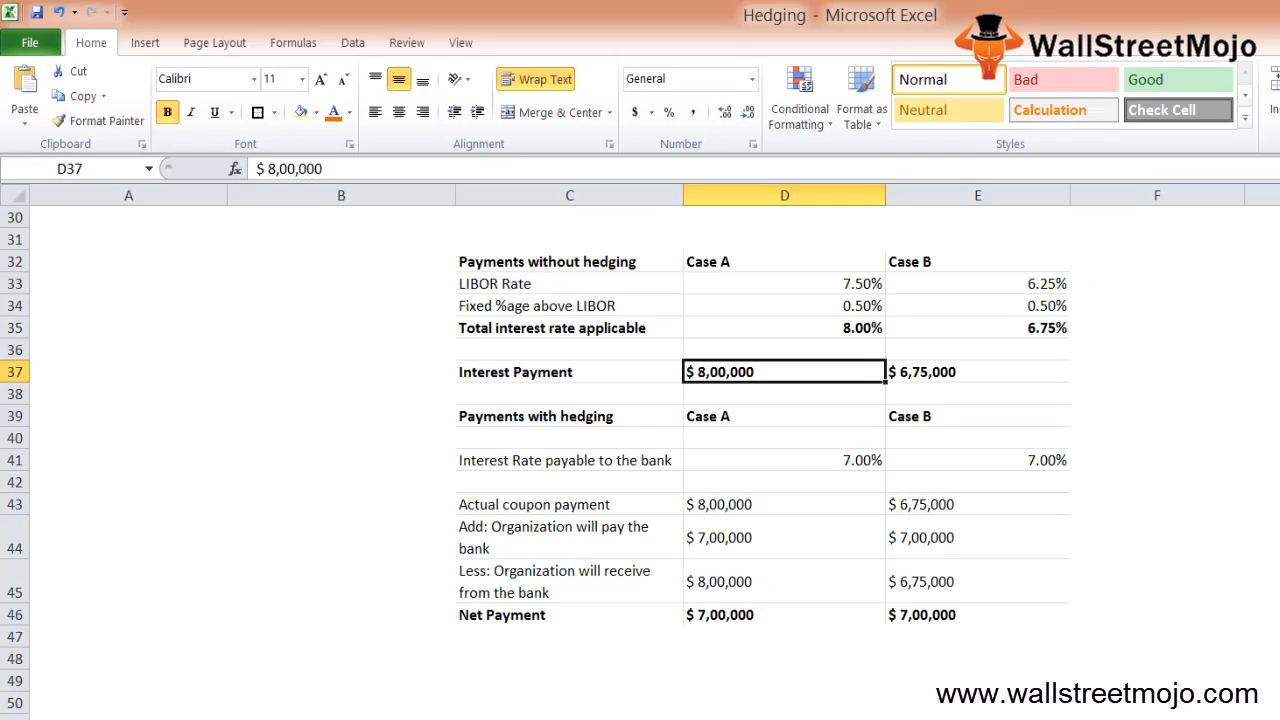 Hedging - Microsoft Excel
WallStreetMojo
File Home Insert Page Layout Formulas Data Review View
Paste
Cut
Copy
Format Painter
Clipboard
Calibri 11
B I U
Font
Wrap Text
Merge & Center
Alignment
General
$ % ,
Number
Conditional Formatting
Format as Table
Normal Bad Good
Neutral Calculation Check Cell
Styles
D37 fx $ 8,00,000
A B C D E F
30
31
32 Payments without hedging Case A Case B
33 LIBOR Rate 7.50% 6.25%
34 Fixed %age above LIBOR 0.50% 0.50%
35 Total interest rate applicable 8.00% 6.75%
36
37 Interest Payment $ 8,00,000 $ 6,75,000
38
39 Payments with hedging Case A Case B
40
41 Interest Rate payable to the bank 7.00% 7.00%
42
43 Actual coupon payment $ 8,00,000 $ 6,75,000
Add: Organization will pay the
44 bank $ 7,00,000 $ 7,00,000
Less: Organization will receive
45 from the bank $ 8,00,000 $ 6,75,000
46 Net Payment $ 7,00,000 $ 7,00,000
47
48
49
50
www.wallstreetmojo.com